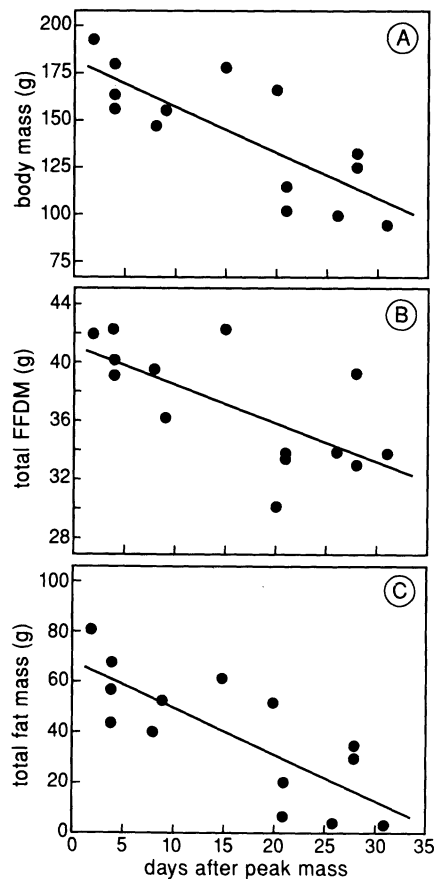 A
200
175
150
125
100
75
body mass (g)
B
44
40
36
32
28
total FFDM (g)
C
100
80
60
40
20
0
total fat mass (g)
0 5 10 15 20 25 30 35
days after peak mass